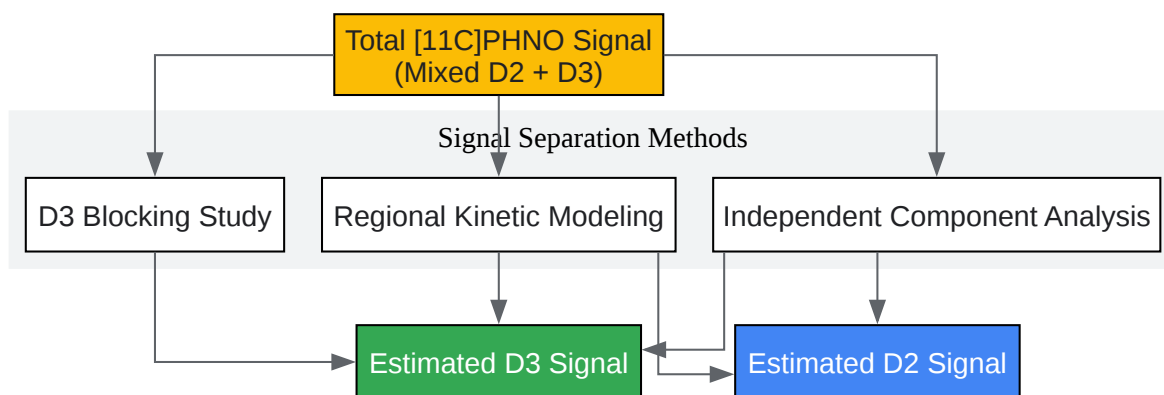 Total [11C]PHNO Signal
(Mixed D2 + D3)
Signal Separation Methods
D3 Blocking Study
Regional Kinetic Modeling
Independent Component Analysis
Estimated D3 Signal
Estimated D2 Signal